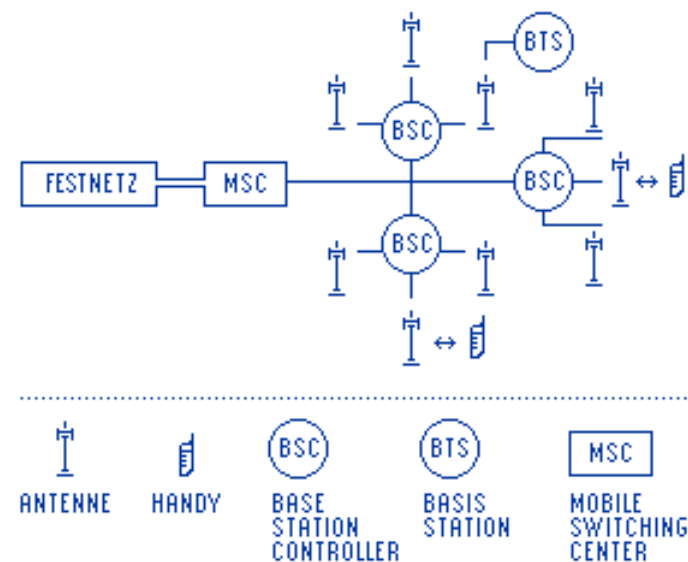 BTS
BSC
FESTNETZ
MSC
BSC
BSC
ANTENNE
HANDY
BSC
BASE
STATION
CONTROLLER
BTS
BASIS
STATION
MSC
MOBILE
SWITCHING
CENTER